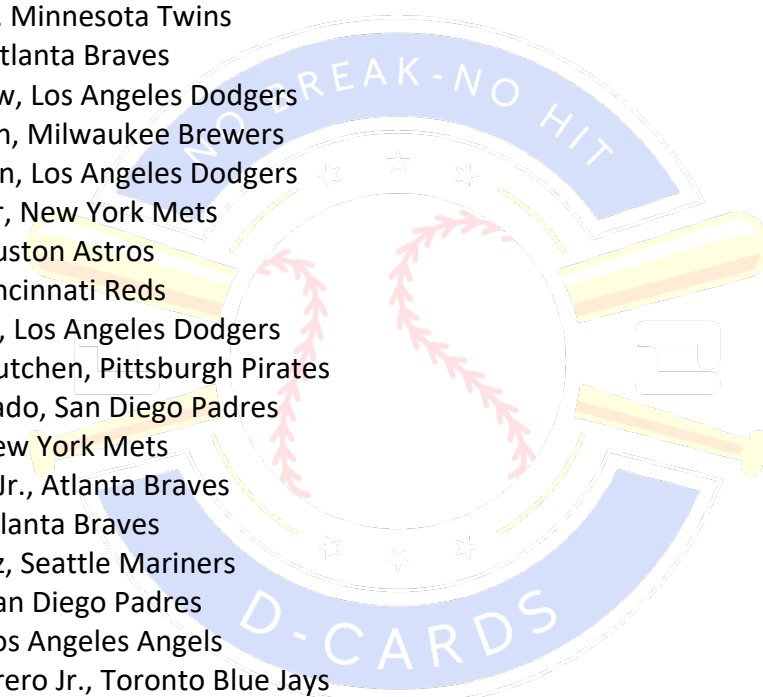 , Minnesota Twins
tlanta Braves
w, Los Angeles Dodgers
n, Milwaukee Brewers
n, Los Angeles Dodgers
r, New York Mets
uston Astros
ncinnati Reds
, Los Angeles Dodgers
utchen, Pittsburgh Pirates
ado, San Diego Padres
ew York Mets
Jr., Atlanta Braves
lanta Braves
z, Seattle Mariners
an Diego Padres
os Angeles Angels
rero Jr., Toronto Blue Jays
NO BREAK-NO HIT
D-CARDS